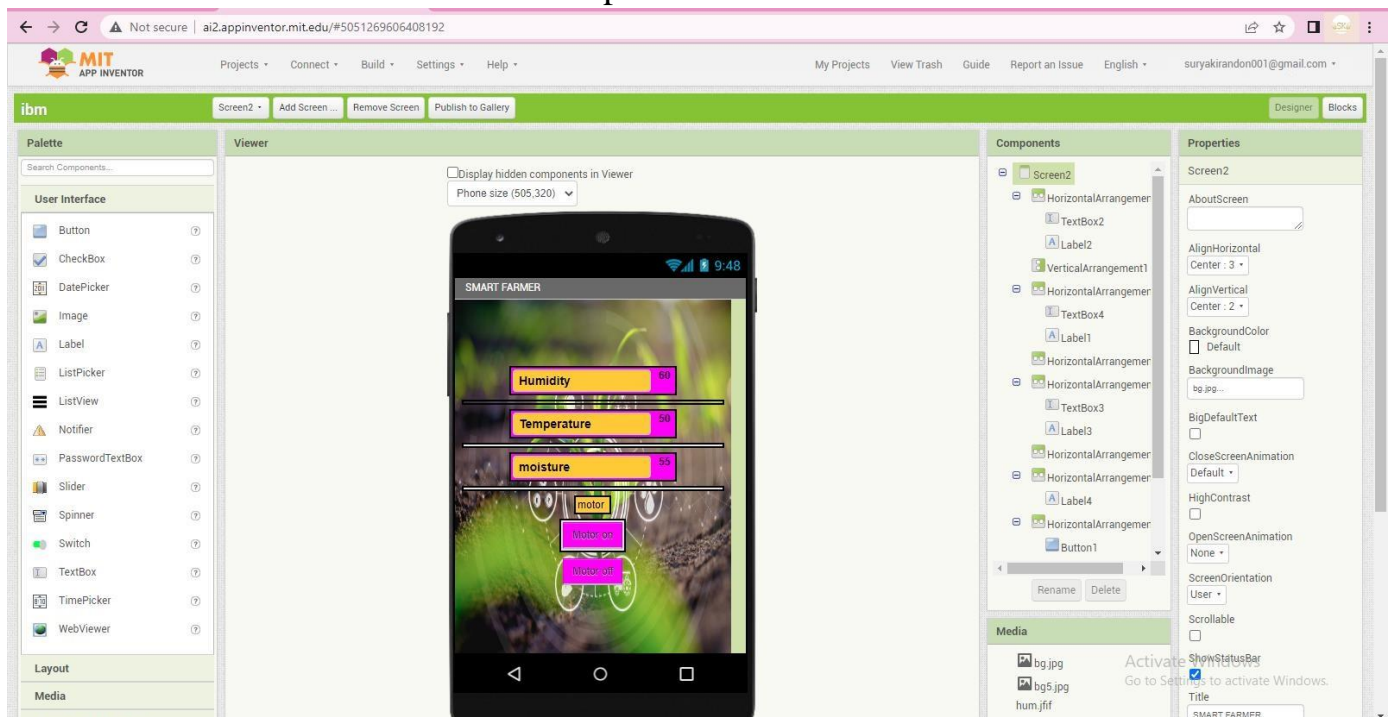 Not secure | ai2.appinventor.mit.edu/#5051269606408192
MIT
APP INVENTOR
Projects
Connect
Build
Settings
Help
My Projects
View Trash
Guide
Report an Issue
English
suryakirandon001@gmail.com
ibm
Screen2
Add Screen ...
Remove Screen
Publish to Gallery
Designer
Blocks
Palette
Search Components...
User Interface
Button
CheckBox
DatePicker
Image
Label
ListPicker
ListView
Notifier
PasswordTextBox
Slider
Spinner
Switch
TextBox
TimePicker
WebViewer
Layout
Media
Viewer
Display hidden components in Viewer
Phone size (505,320)
9:48
SMART FARMER
Humidity 60
Temperature 50
moisture 55
motor
Motor on
Motor off
Components
Screen2
HorizontalArrangemen
TextBox2
Label2
VerticalArrangement1
HorizontalArrangemen
TextBox4
Label1
HorizontalArrangemen
HorizontalArrangemen
TextBox3
Label3
HorizontalArrangemen
HorizontalArrangemen
Label4
HorizontalArrangemen
Button1
Rename
Delete
Media
bg.jpg
bg5.jpg
hum.jfif
Properties
Screen2
AboutScreen
AlignHorizontal
Center : 3
AlignVertical
Center : 2
BackgroundColor
Default
BackgroundImage
bg.jpg...
BigDefaultText
CloseScreenAnimation
Default
HighContrast
OpenScreenAnimation
None
ScreenOrientation
User
Scrollable
ShowStatusBar
Title
SMART FARMER
Activate Windows
Go to Settings to activate Windows.